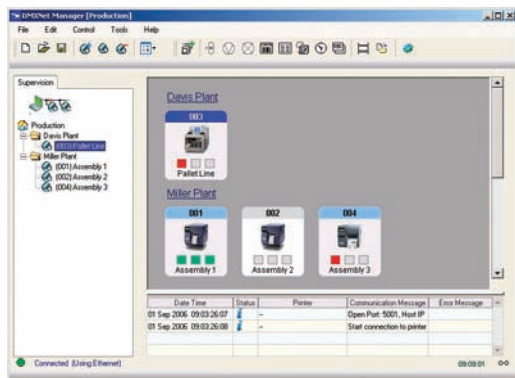 DMXNet Manager [Production]
File Edit Control Tools Help
Supervision
Production
Davis Plant
(003) Pallet Line
Miller Plant
(001) Assembly 1
(002) Assembly 2
(004) Assembly 3
Davis Plant
003
Pallet Line
Miller Plant
001 002 004
Assembly 1 Assembly 2 Assembly 3
Date Time Status Printer Communication Message Error Message
01 Sep 2006 09:03:26:07 -- Open Port: 5001, Host IP
01 Sep 2006 09:03:26:08 -- Start connection to printer
Connected (Using Ethernet) 09:09:01